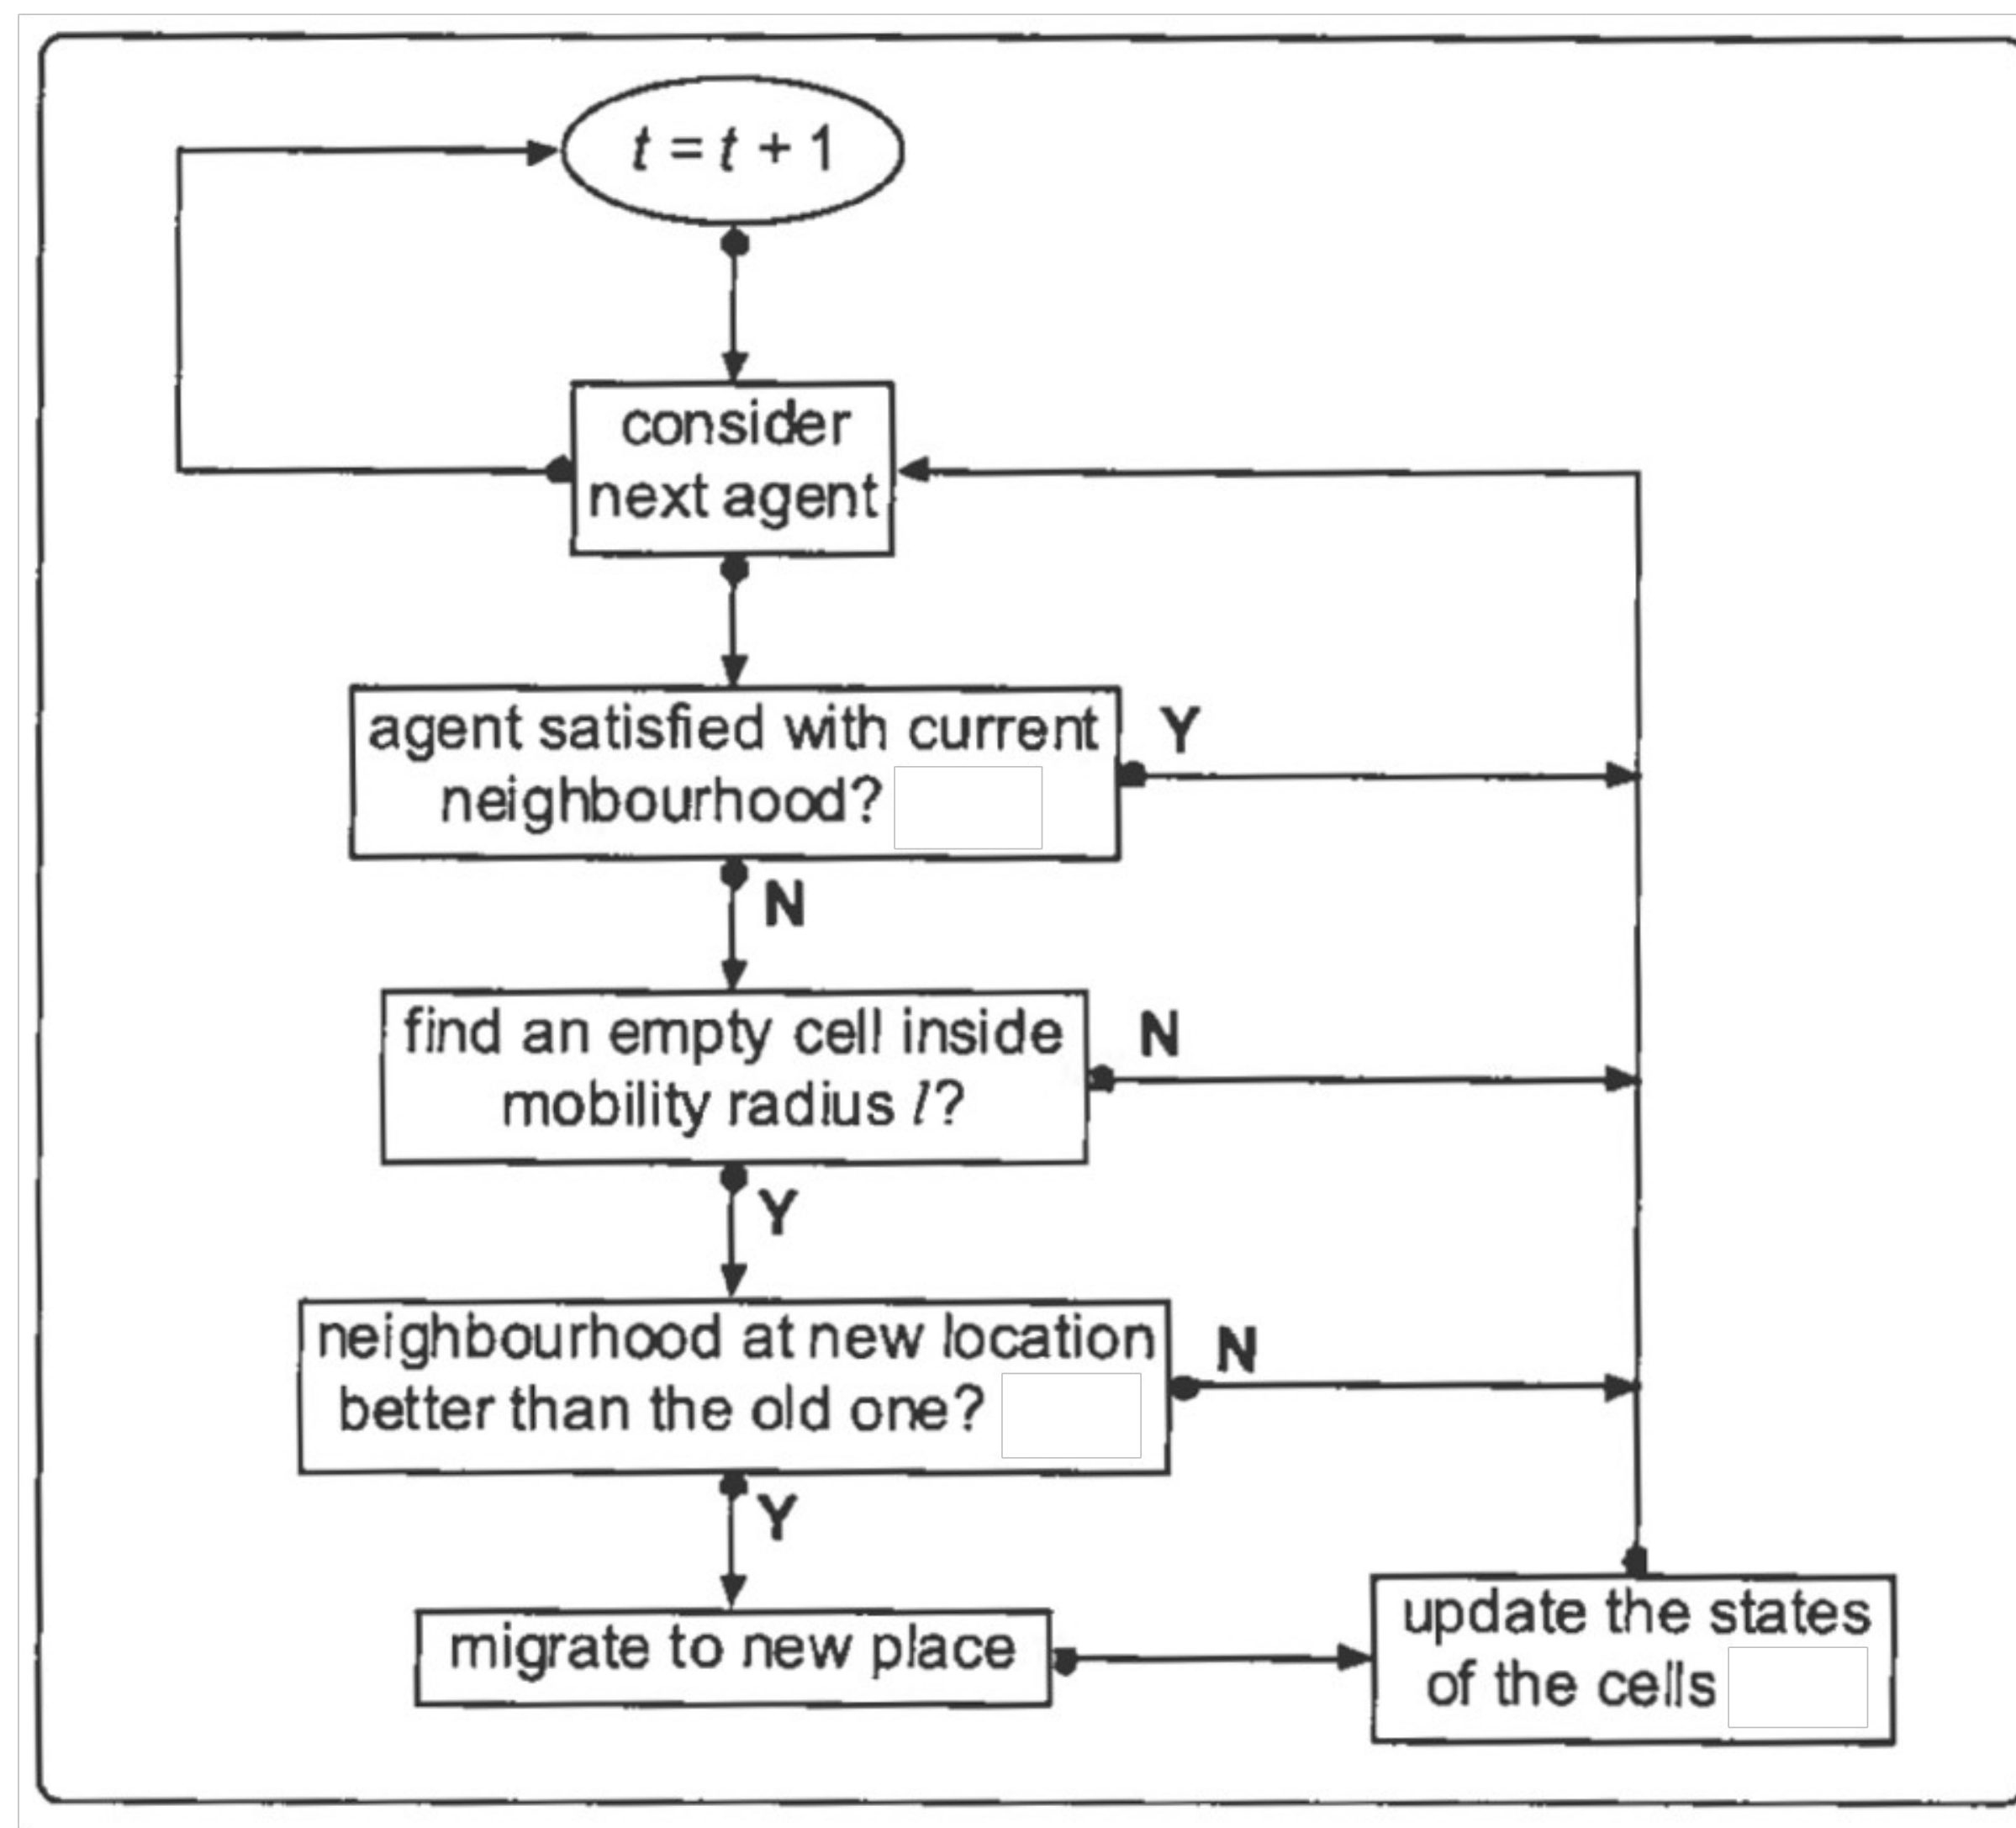 t = t + 1
consider
next agent
agent satisfied with current
neighbourhood?
Y
N
find an empty cell inside
mobility radius l?
N
Y
neighbourhood at new location
better than the old one?
N
Y
migrate to new place
update the states
of the cells